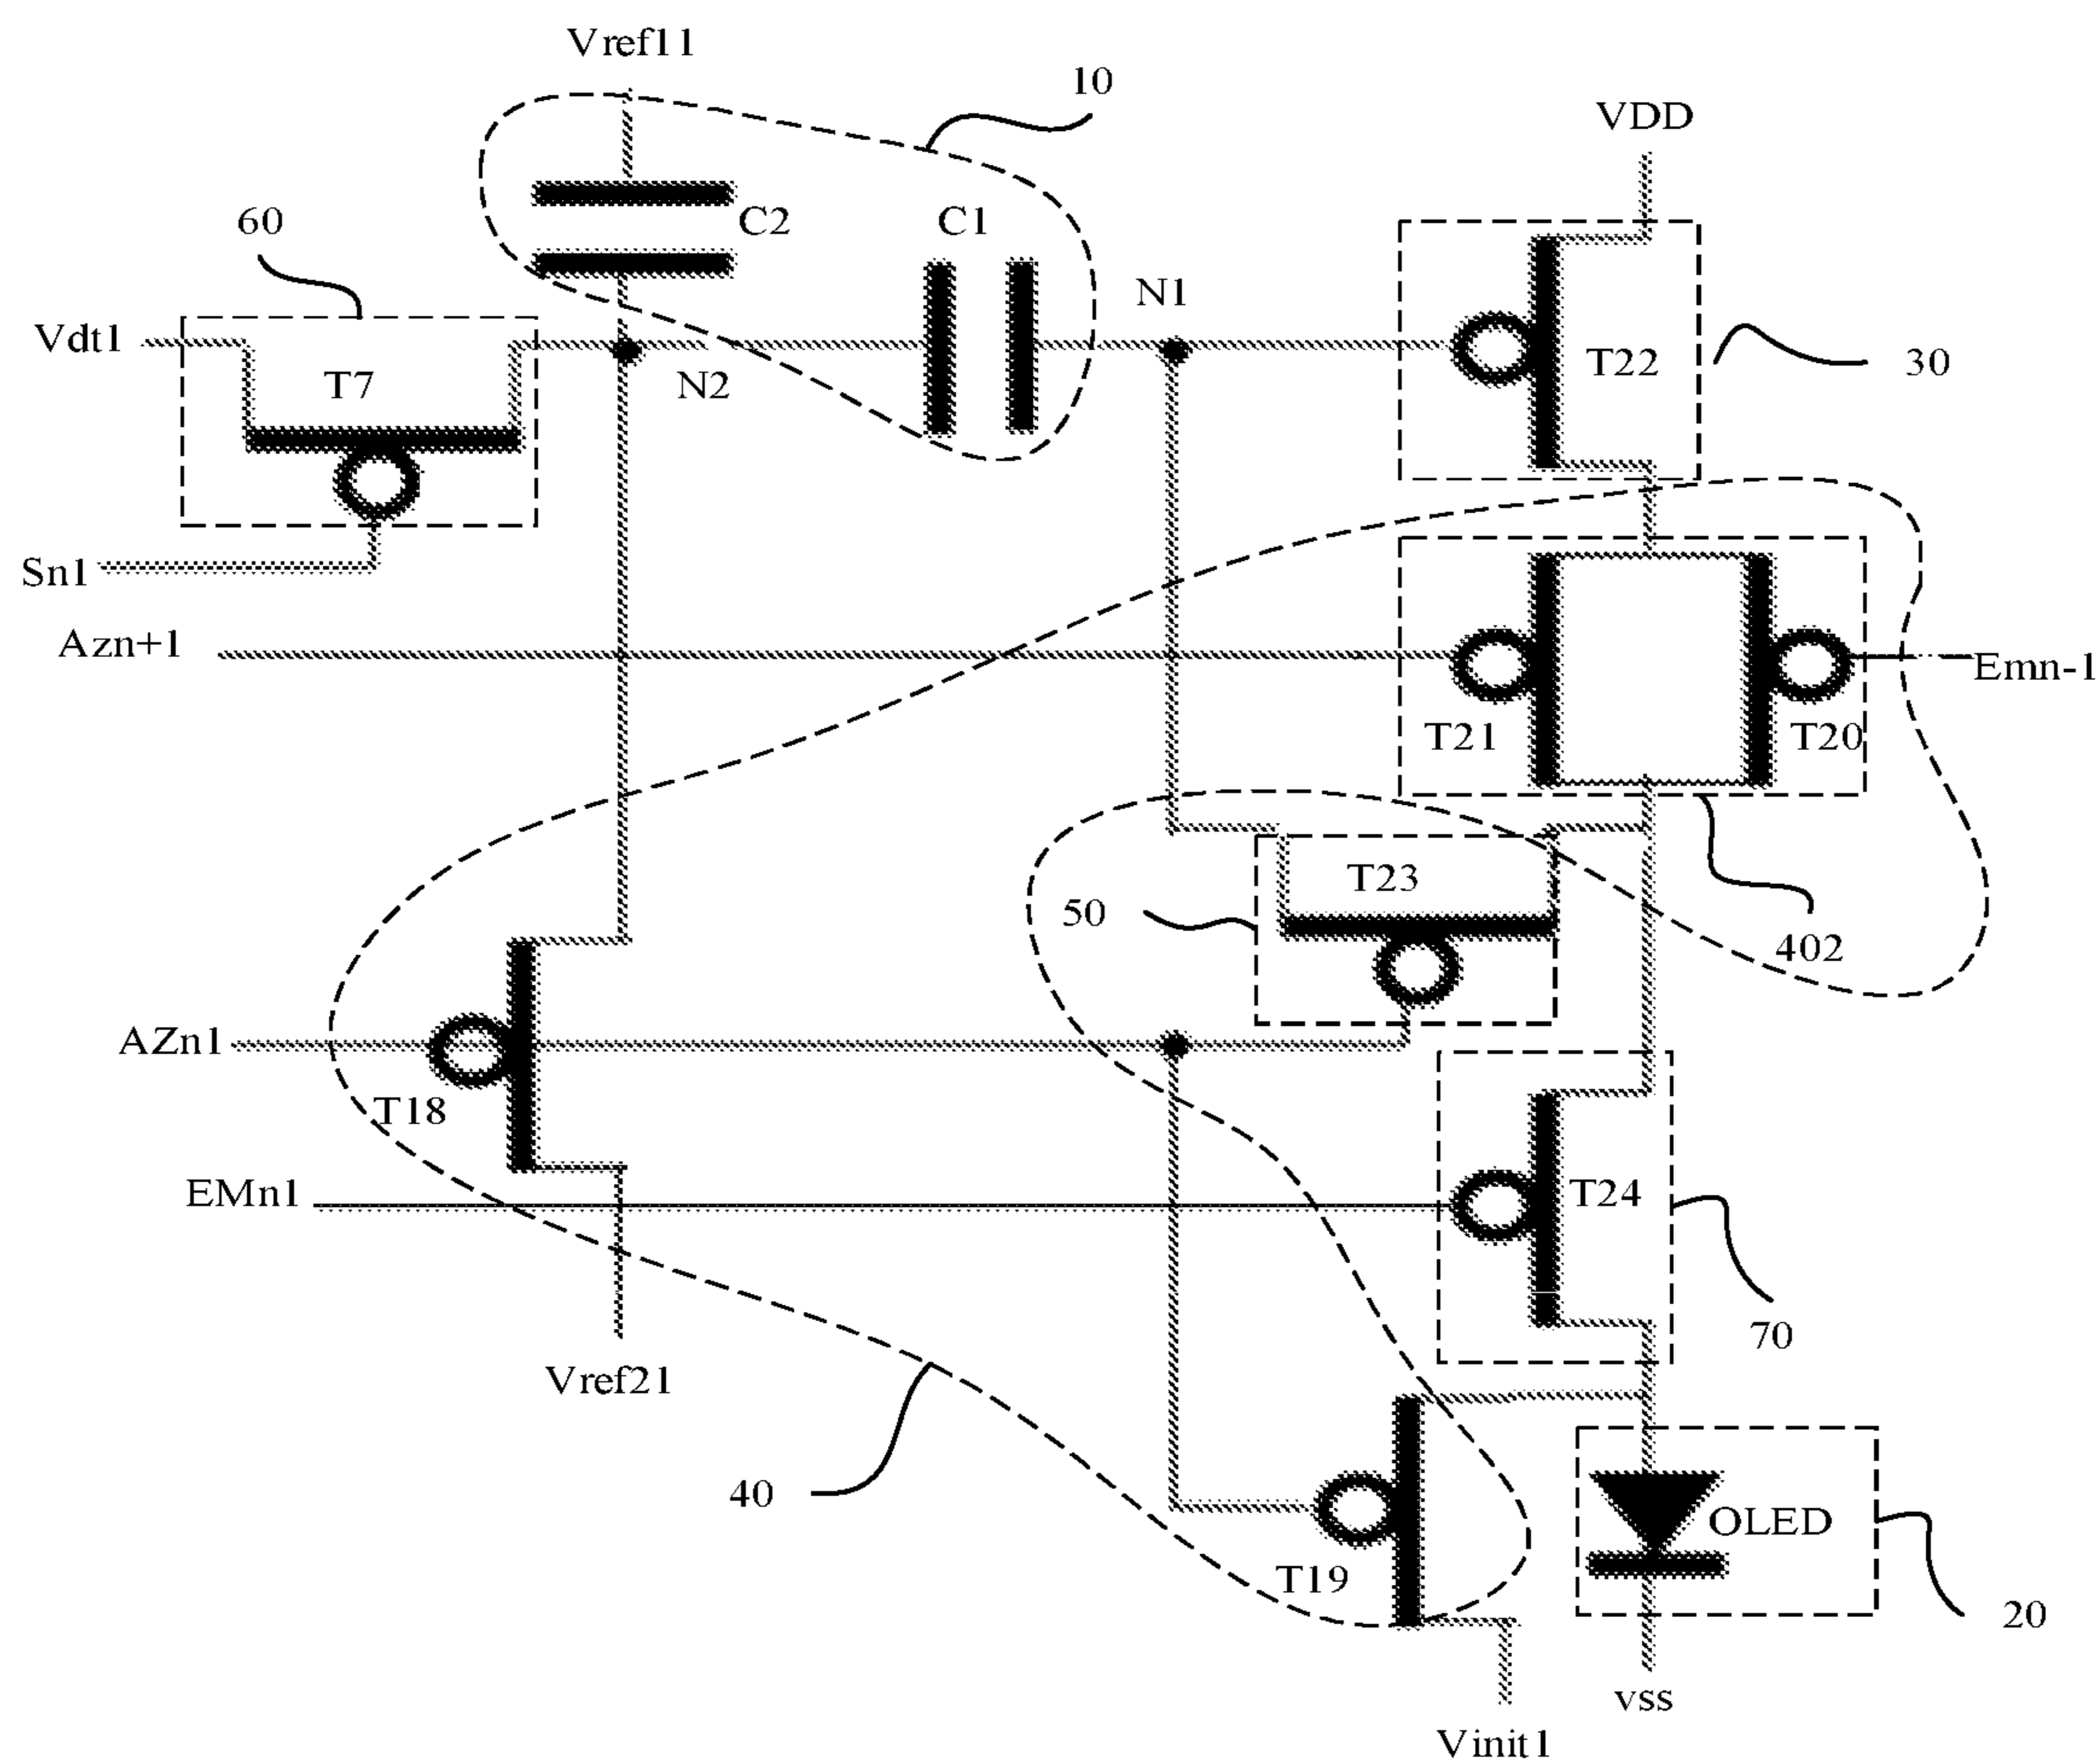 Vref11
10
VDD
60
C2
C1
N1
Vdt1
T7
N2
T22
30
Sn1
Azn+1
Emn-1
T21
T20
T23
50
402
AZn1
T18
EMn1
T24
70
Vref21
40
OLED
T19
20
vss
Vinit1